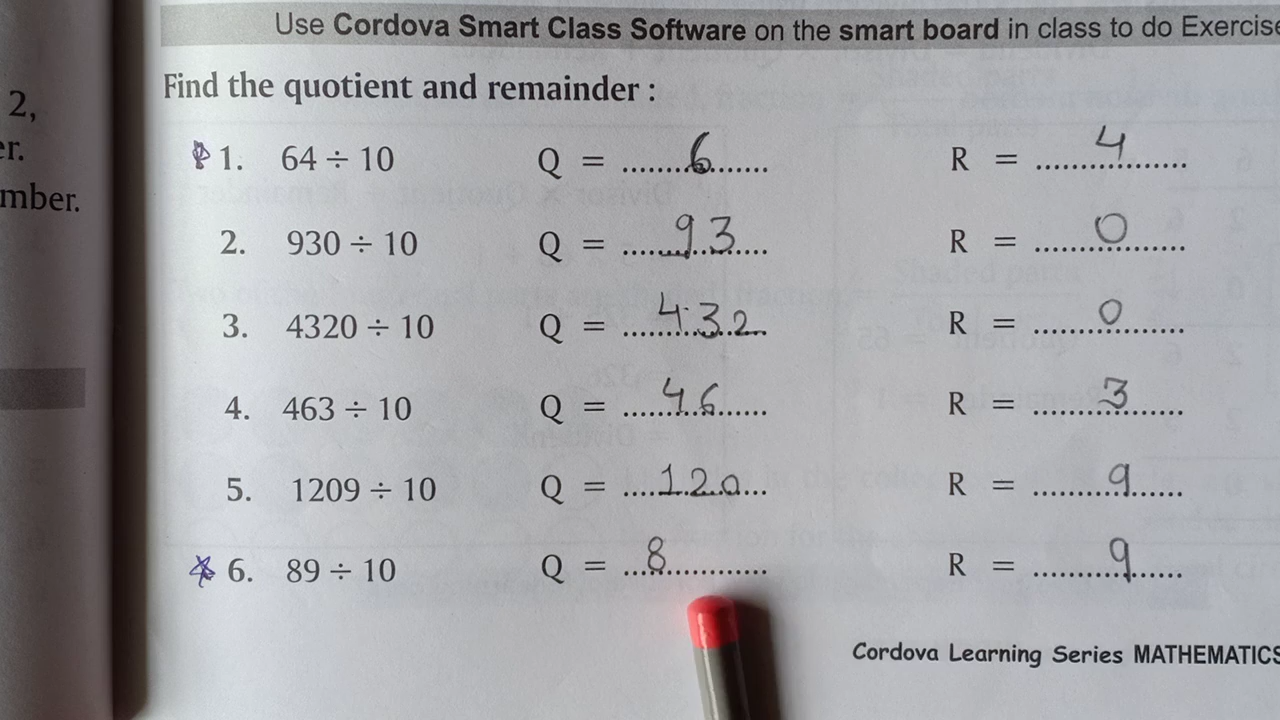 Use Cordova Smart Class Software on the smart board in class to do Exercise
2,
er.
mber.
Find the quotient and remainder :
1. 64 ÷ 10 Q = ......6....... R = .......4.......
2. 930 ÷ 10 Q = ......93...... R = .......0.......
3. 4320 ÷ 10 Q = ....432.... R = .......0.......
4. 463 ÷ 10 Q = ......46...... R = .......3.......
5. 1209 ÷ 10 Q = ....120.... R = .......9.......
6. 89 ÷ 10 Q = ...8............ R = .......9.......
Cordova Learning Series MATHEMATICS